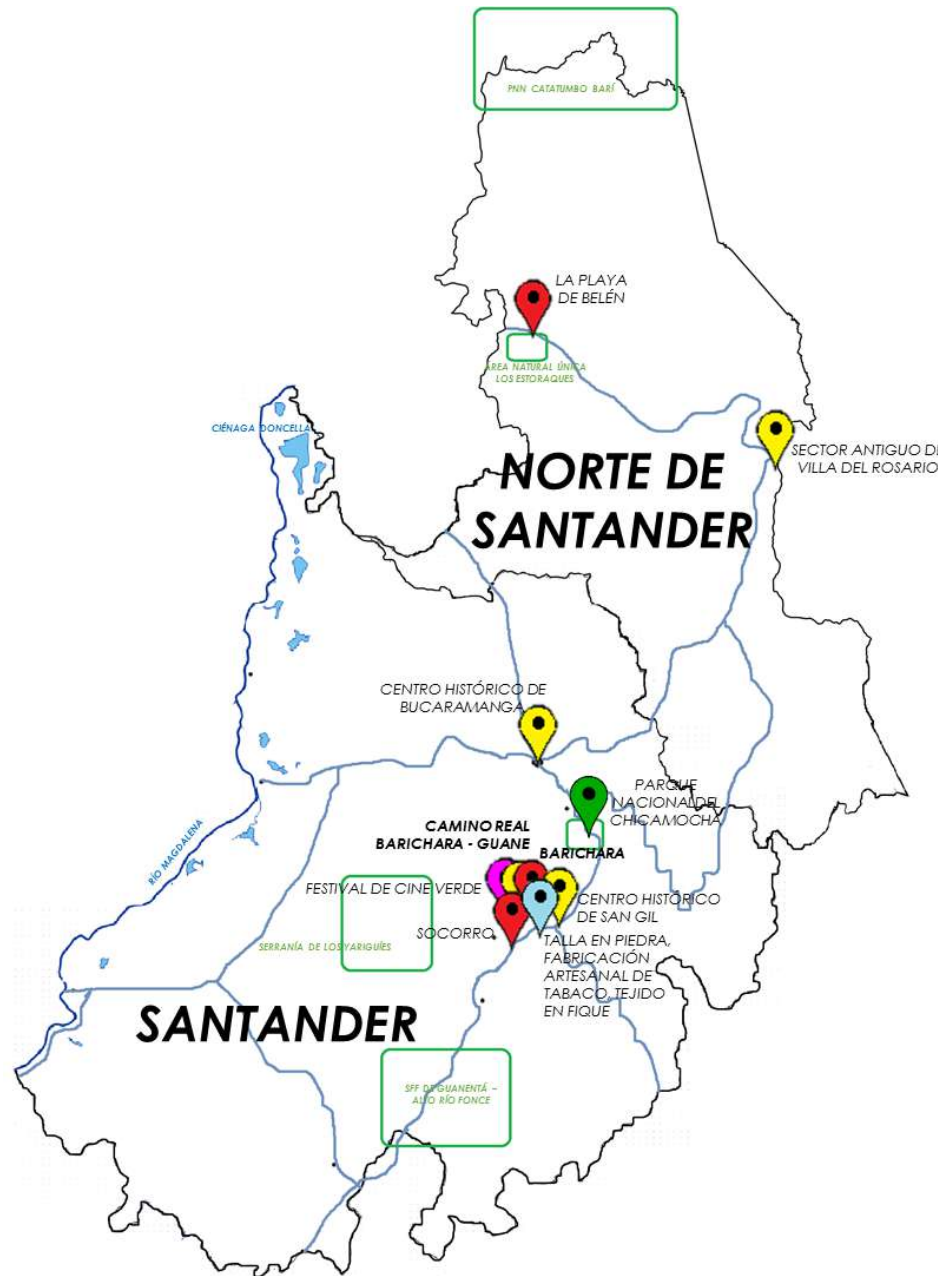 PNN CATATUMBO BARÍ
LA PLAYA
DE BELÉN
ÁREA NATURAL ÚNICA
LOS ESTORAQUES
CIÉNAGA DONCELLA
SECTOR ANTIGUO DE
VILLA DEL ROSARIO
NORTE DE
SANTANDER
CENTRO HISTÓRICO DE
BUCARAMANGA
PARQUE
NACIONAL DEL
CHICAMOCHA
RÍO MAGDALENA
CAMINO REAL
BARICHARA - GUANE
BARICHARA
FESTIVAL DE CINE VERDE
CENTRO HISTÓRICO
DE SAN GIL
SOCORRO
SERRANÍA DE LOS YARIGUÍES
TALLA EN PIEDRA,
FABRICACIÓN
ARTESANAL DE
TABACO, TEJIDO
EN FIQUE
SANTANDER
SFF DE GUANENTÁ –
ALTO RÍO FONCE